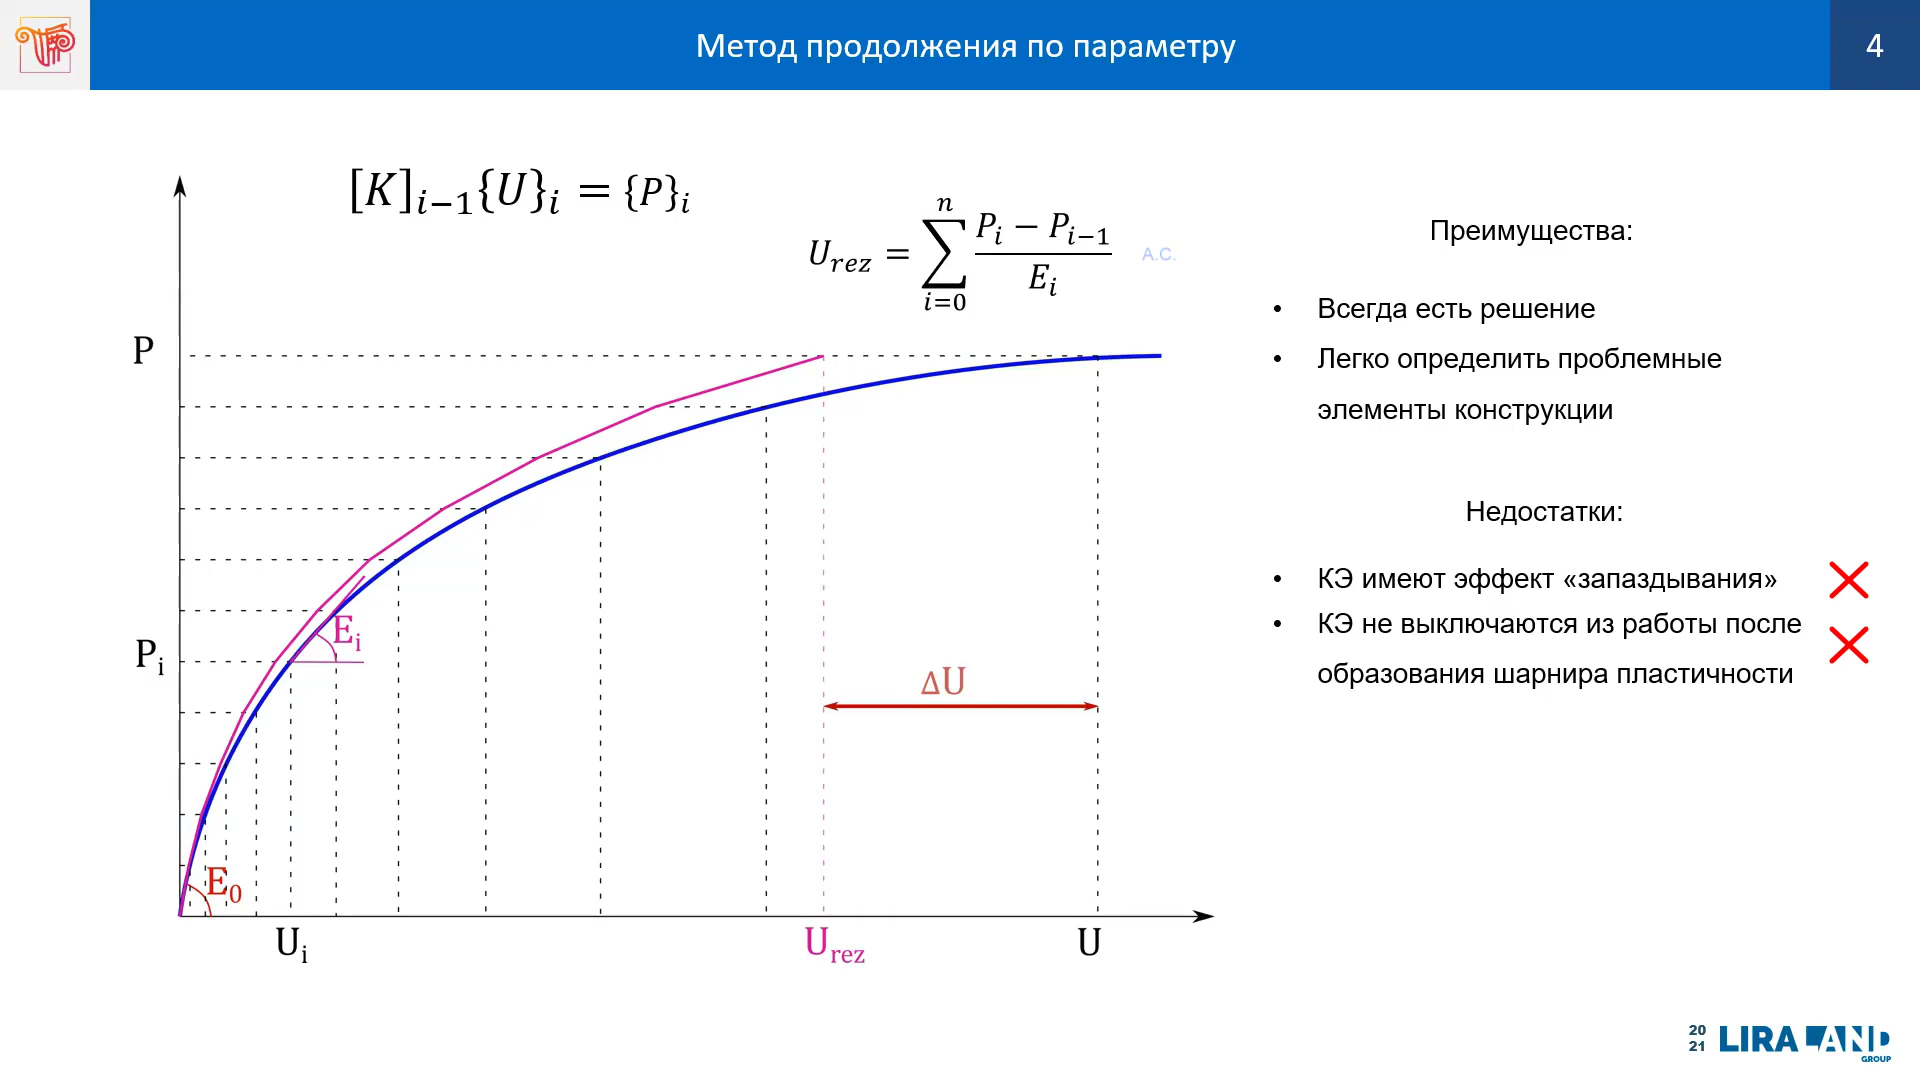 Метод продолжения по параметру
4
[K]ᵢ₋₁{U}ᵢ = {P}ᵢ
U_rez = ∑_{i=0}^{n} (Pᵢ − Pᵢ₋₁)/Eᵢ
А.С.
P
Pᵢ
Eᵢ
E₀
ΔU
Uᵢ
U_rez
U
Преимущества:
• Всегда есть решение
• Легко определить проблемные
элементы конструкции
Недостатки:
• КЭ имеют эффект «запаздывания»
• КЭ не выключаются из работы после
образования шарнира пластичности
20
21
LIRA LAND
GROUP